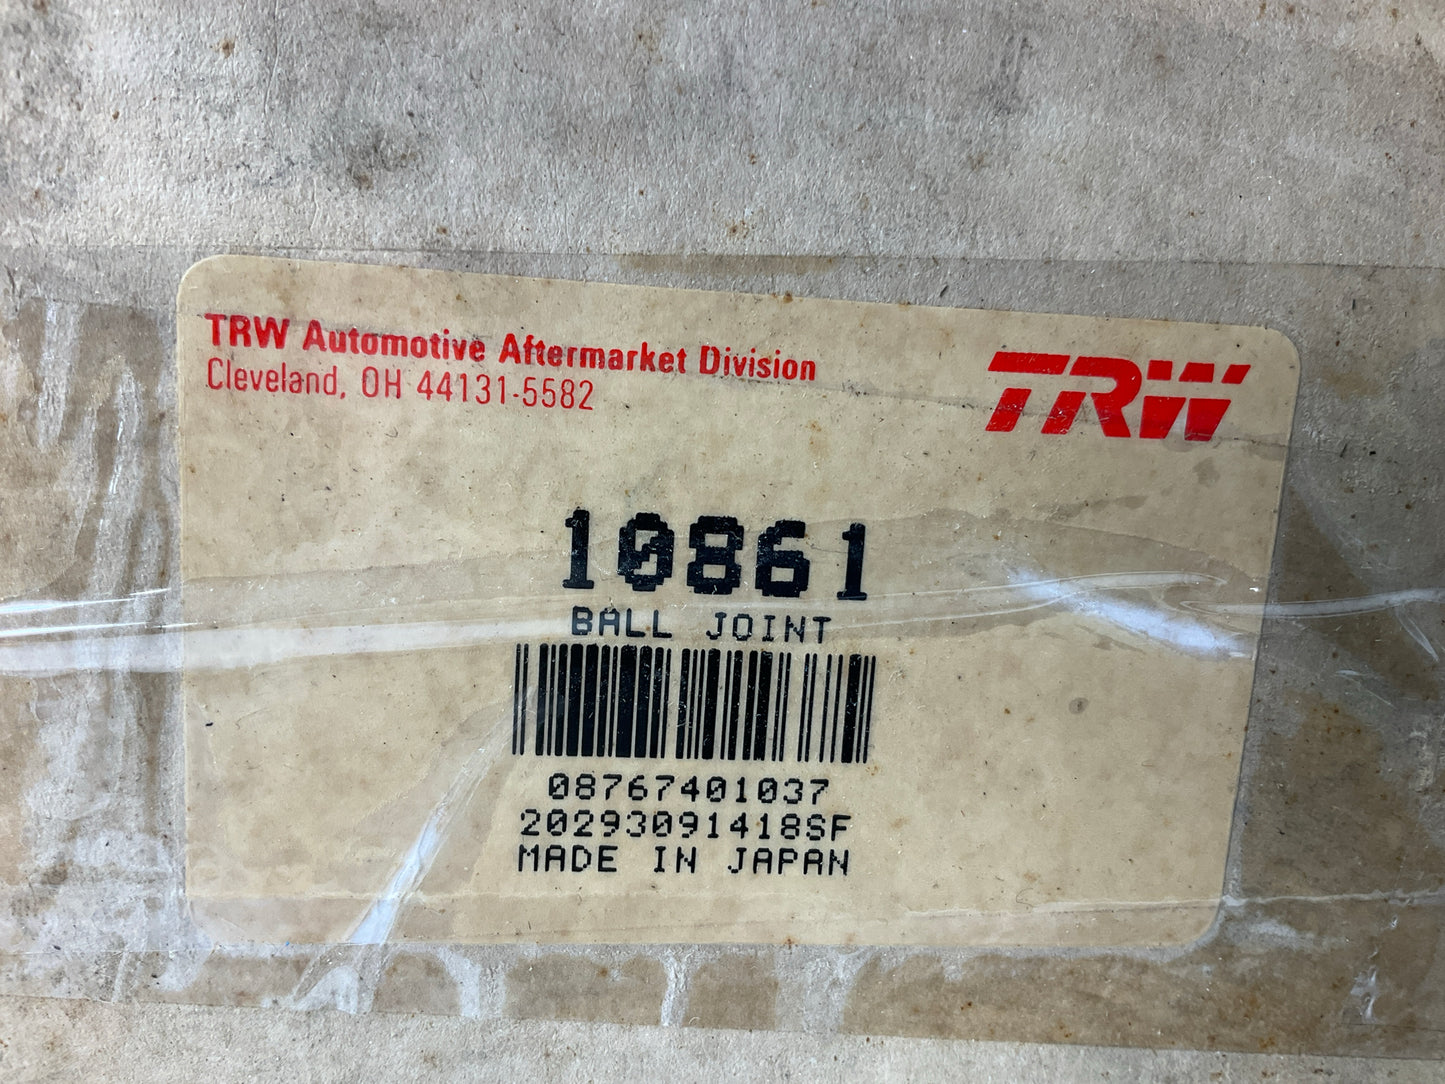 TRW Automotive Aftermarket Division
Cleveland, OH 44131-5582
TRW
10861
BALL JOINT
08767401037
20293091418SF
MADE IN JAPAN